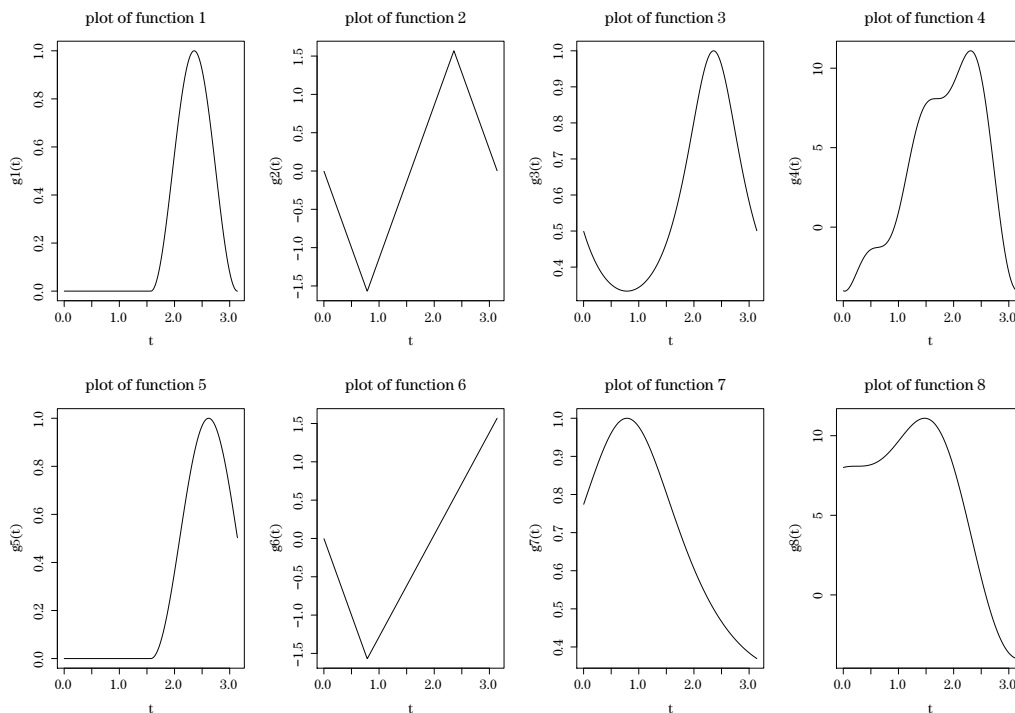 plot of function 1
g1(t)
0.0 0.2 0.4 0.6 0.8 1.0
0.0 1.0 2.0 3.0
t
plot of function 2
g2(t)
−1.5 −1.0 −0.5 0.0 0.5 1.0 1.5
0.0 1.0 2.0 3.0
t
plot of function 3
g3(t)
0.4 0.5 0.6 0.7 0.8 0.9 1.0
0.0 1.0 2.0 3.0
t
plot of function 4
g4(t)
0 5 10
0.0 1.0 2.0 3.0
t
plot of function 5
g5(t)
0.0 0.2 0.4 0.6 0.8 1.0
0.0 1.0 2.0 3.0
t
plot of function 6
g6(t)
−1.5 −1.0 −0.5 0.0 0.5 1.0 1.5
0.0 1.0 2.0 3.0
t
plot of function 7
g7(t)
0.4 0.5 0.6 0.7 0.8 0.9 1.0
0.0 1.0 2.0 3.0
t
plot of function 8
g8(t)
0 5 10
0.0 1.0 2.0 3.0
t